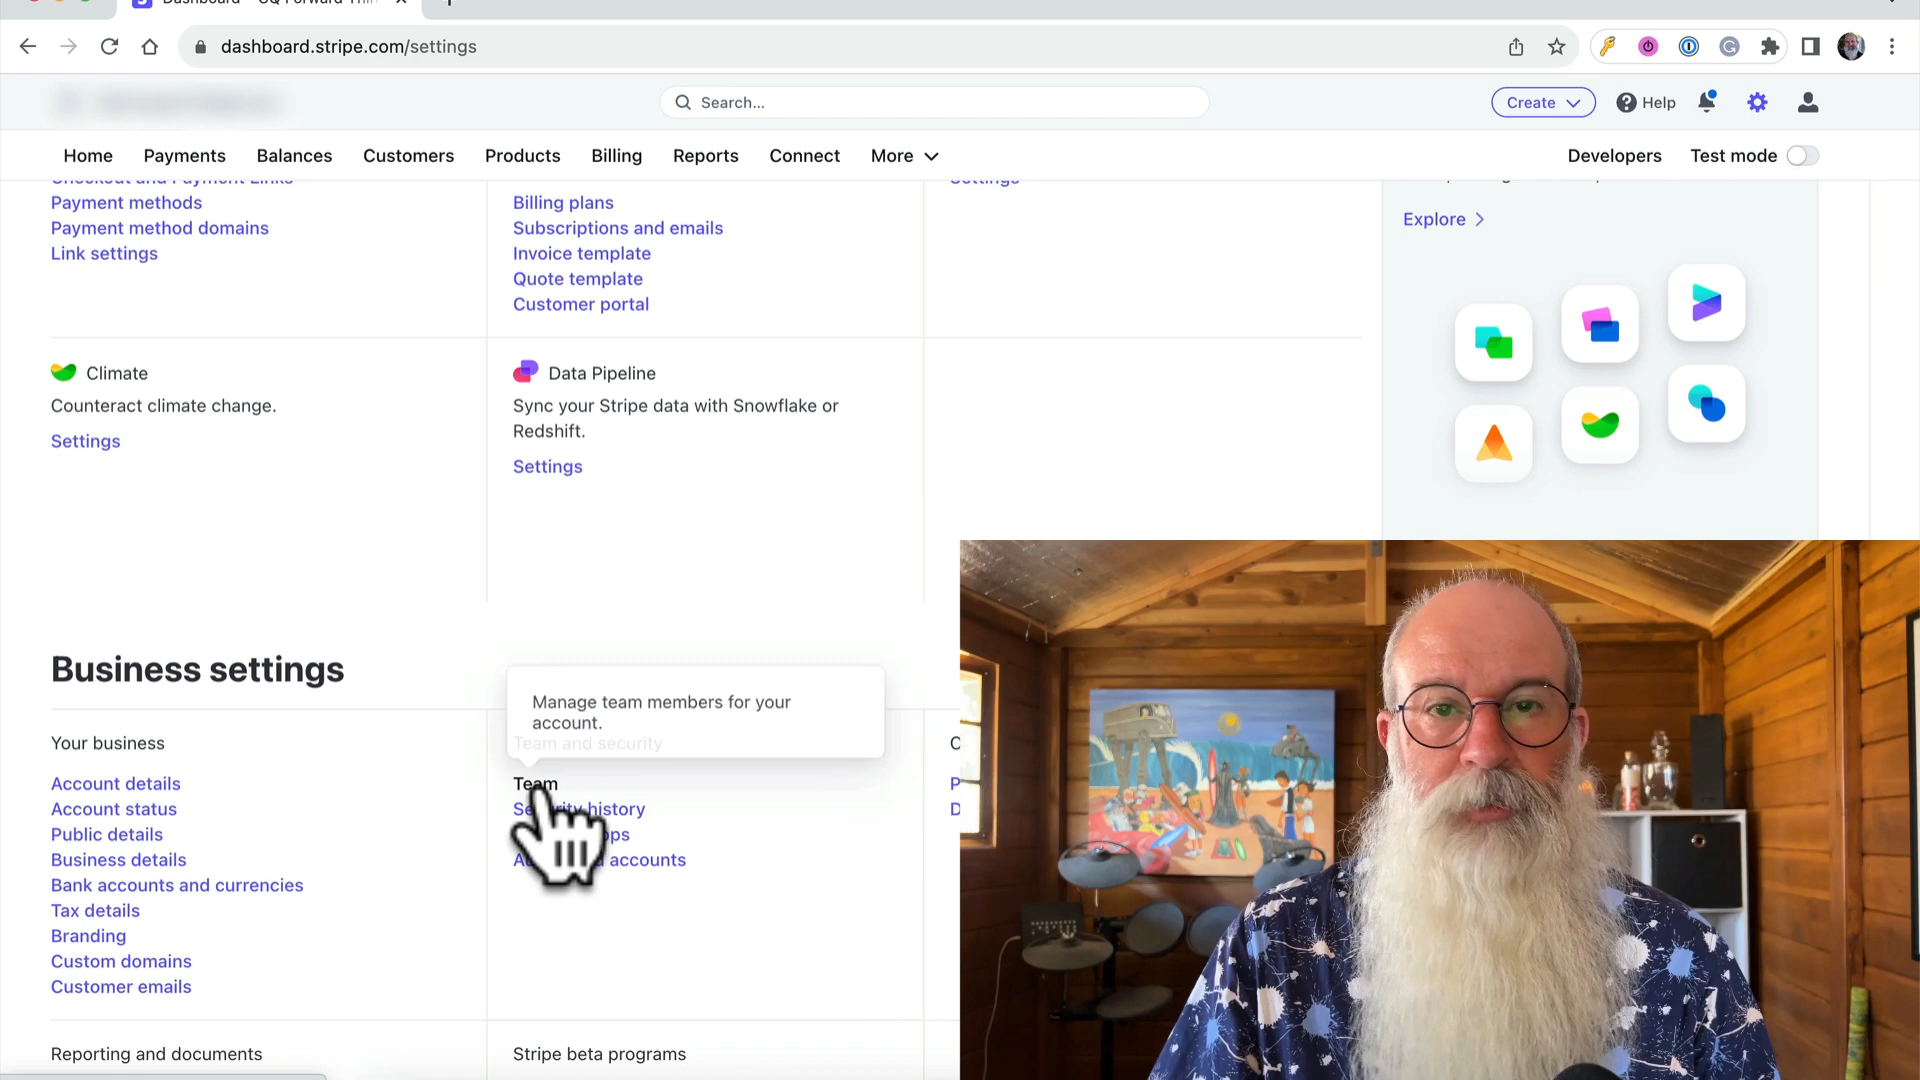 Dashboard
dashboard.stripe.com/settings
Search...
Create
Help
Home
Payments
Balances
Customers
Products
Billing
Reports
Connect
More
Developers
Test mode
Checkout and Payment Links
Payment methods
Payment method domains
Link settings
Billing plans
Subscriptions and emails
Invoice template
Quote template
Customer portal
Settings
Explore
Climate
Counteract climate change.
Settings
Data Pipeline
Sync your Stripe data with Snowflake or
Redshift.
Settings
Business settings
Manage team members for your
account.
Your business
Account details
Account status
Public details
Business details
Bank accounts and currencies
Tax details
Branding
Custom domains
Customer emails
Team and security
Team
history
accounts
Reporting and documents
Stripe beta programs